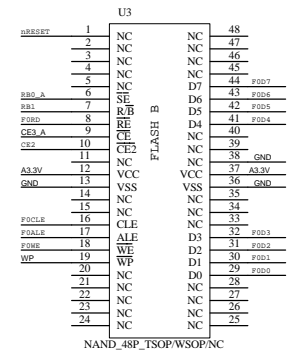 U3
nRESET 1 NC NC 48
2 NC NC 47
3 NC NC 46
4 NC NC 45
5 NC D7 44 F0D7
RB0_A 6 SE D6 43 F0D6
RB1 7 R/B D5 42 F0D5
F0RD 8 RE D4 41 F0D4
CE3_A 9 CE NC 40
CE2 10 CE2 NC 39
11 NC NC 38 GND
A3.3V 12 VCC VCC 37 A3.3V
GND 13 VSS VSS 36 GND
14 NC NC 35
15 NC NC 34
F0CLE 16 CLE NC 33
F0ALE 17 ALE D3 32 F0D3
F0WE 18 WE D2 31 F0D2
WP 19 WP D1 30 F0D1
20 NC D0 29 F0D0
21 NC NC 28
22 NC NC 27
23 NC NC 26
24 NC NC 25
FLASH B
NAND_48P_TSOP/WSOP/NC